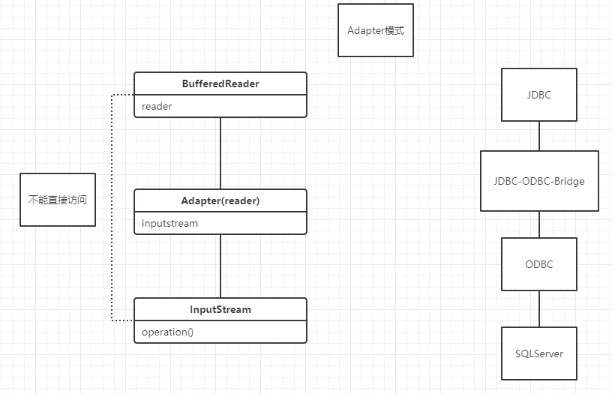 Adapter模式
BufferedReader
reader
不能直接访问
Adapter(reader)
inputstream
InputStream
operation()
JDBC
JDBC-ODBC-Bridge
ODBC
SQLServer